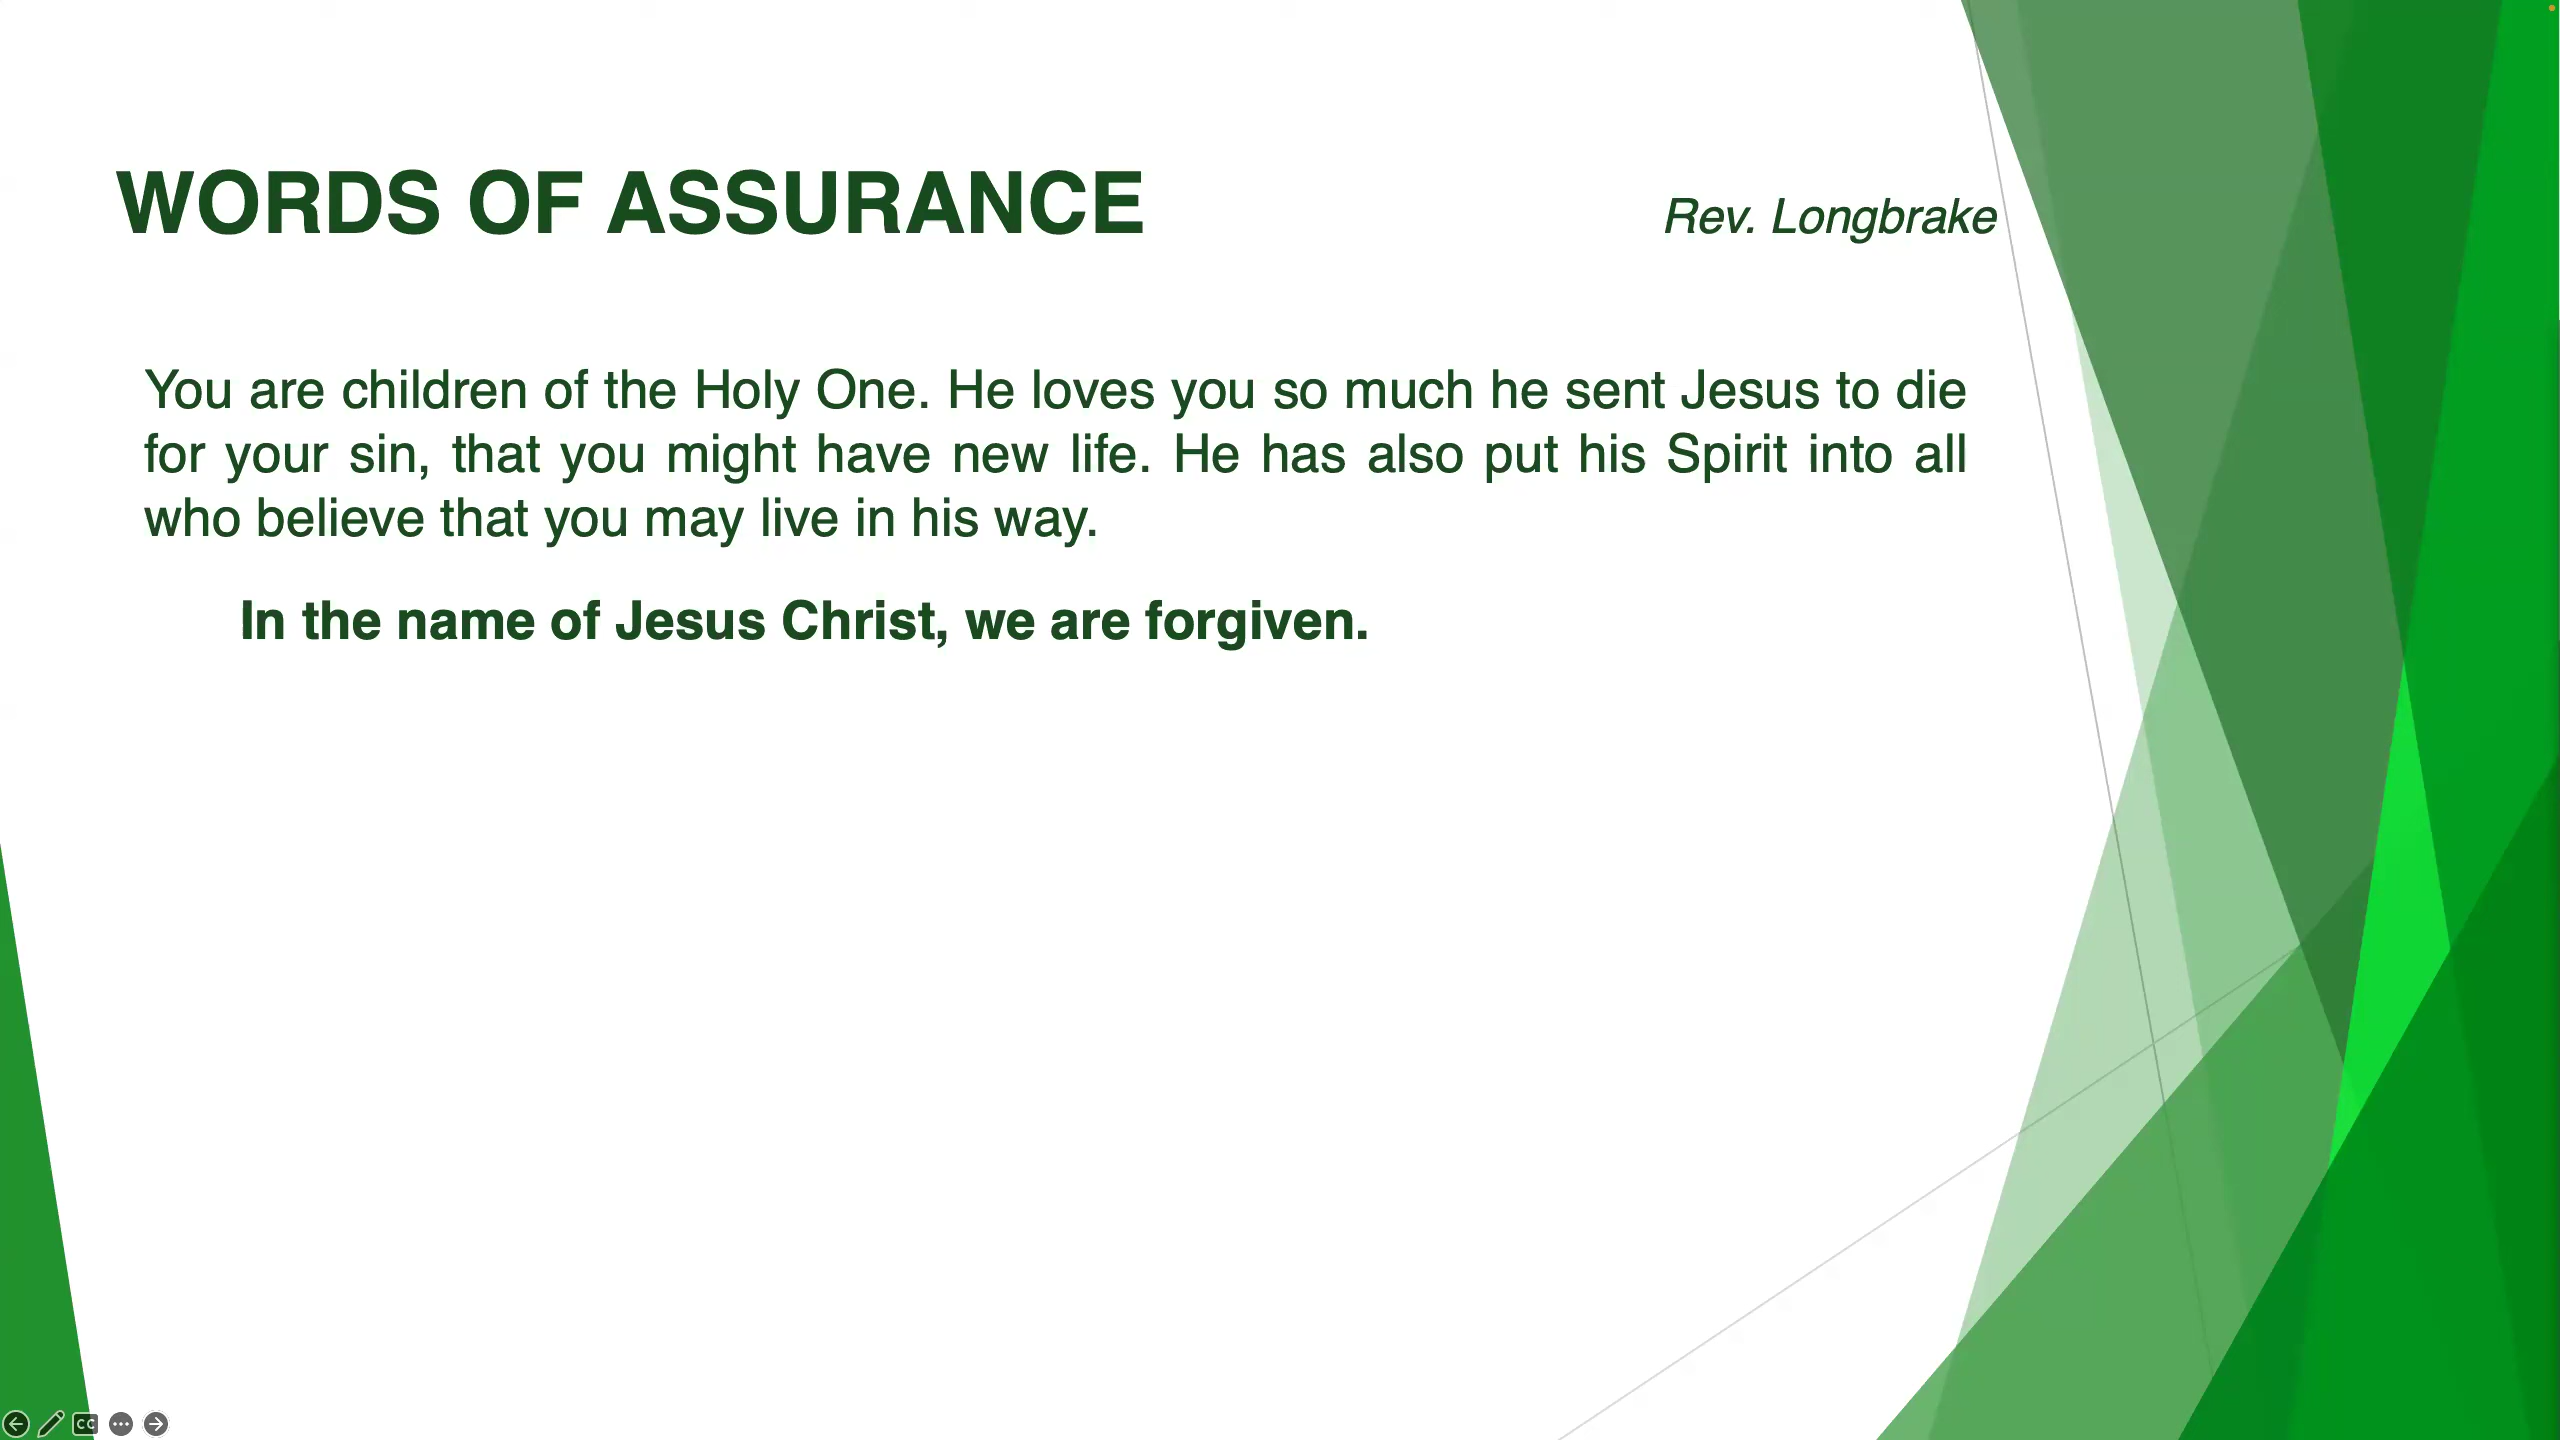 WORDS OF ASSURANCE Rev. Longbrake
You are children of the Holy One. He loves you so much he sent Jesus to die
for your sin, that you might have new life. He has also put his Spirit into all
who believe that you may live in his way.
In the name of Jesus Christ, we are forgiven.
CC